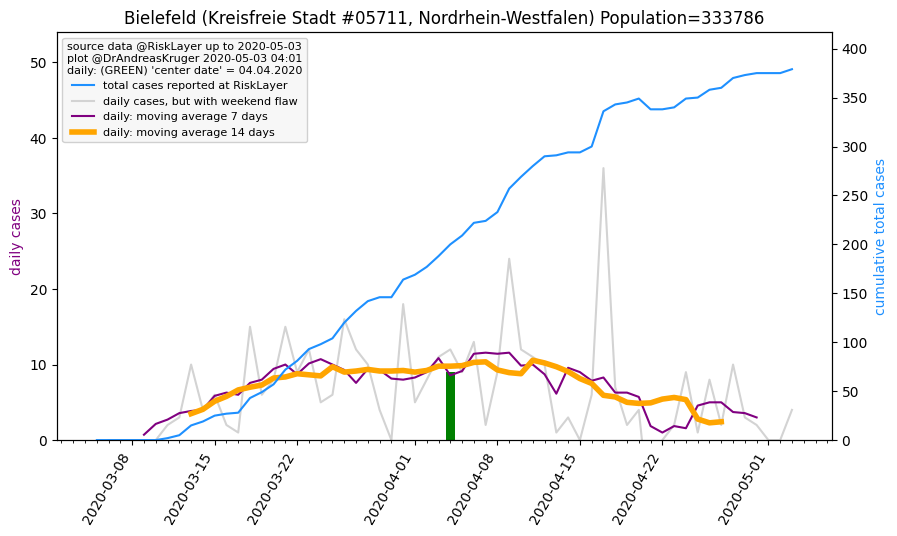 Bielefeld (Kreisfreie Stadt #05711, Nordrhein-Westfalen) Population=333786
source data @RiskLayer up to 2020-05-03
plot @DrAndreasKruger 2020-05-03 04:01
daily: (GREEN) 'center date' = 04.04.2020
total cases reported at RiskLayer
daily cases, but with weekend flaw
daily: moving average 7 days
daily: moving average 14 days
daily cases
50
40
30
20
10
0
400
350
300
250
200
150
100
50
0
cumulative total cases
2020-03-08
2020-03-15
2020-03-22
2020-04-01
2020-04-08
2020-04-15
2020-04-22
2020-05-01